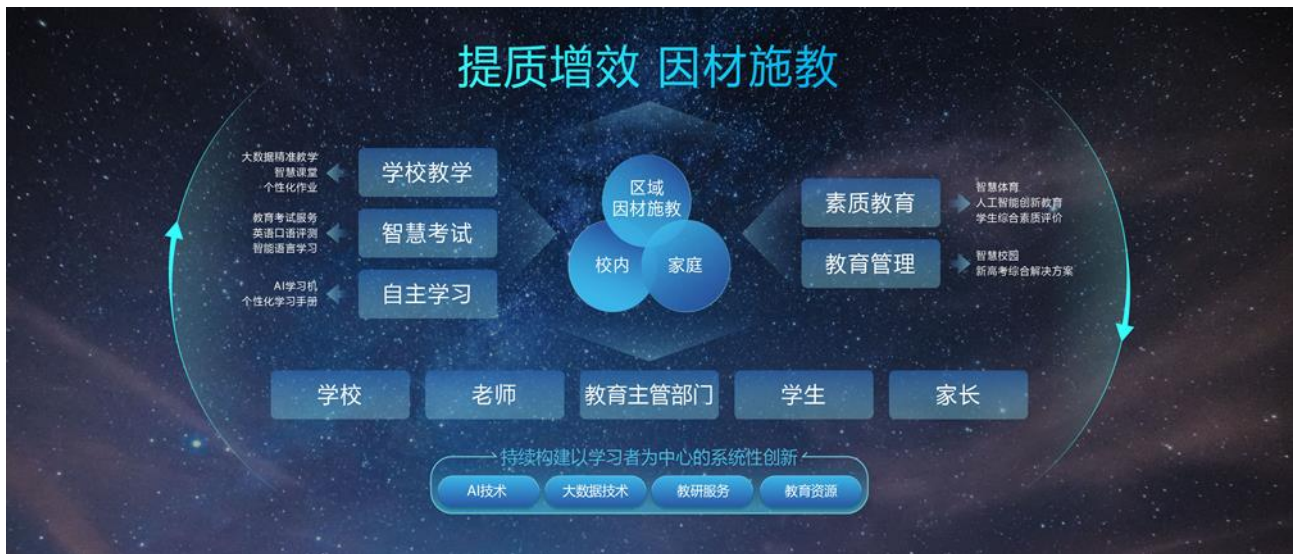 提质增效 因材施教
大数据精准教学
智慧课堂
个性化作业
学校教学
教育考试服务
英语口语评测
智能语言学习
智慧考试
AI学习机
个性化学习手册
自主学习
区域
因材施教
校内
家庭
素质教育
智慧体育
人工智能创新教育
学生综合素质评价
教育管理
智慧校园
新高考综合解决方案
学校
老师
教育主管部门
学生
家长
持续构建以学习者为中心的系统性创新
AI技术
大数据技术
教研服务
教育资源